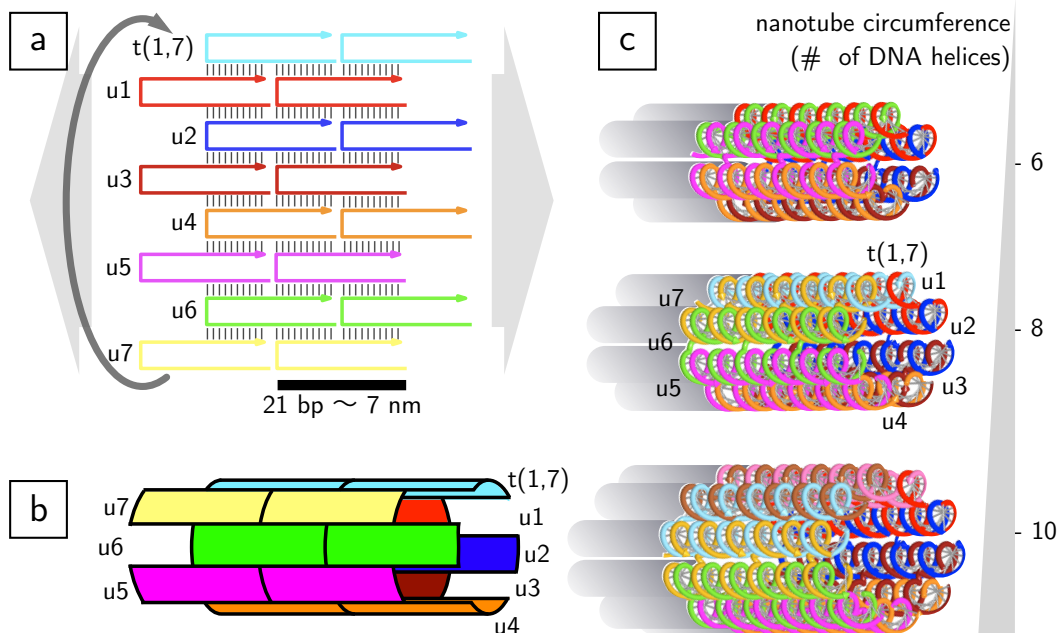 a
t(1,7)
u1
u2
u3
u4
u5
u6
u7
21 bp ∼ 7 nm
b
t(1,7)
u7
u1
u6
u2
u5
u3
u4
c
nanotube circumference
(# of DNA helices)
- 6
t(1,7)
u1
u7
u2
- 8
u6
u5
u3
u4
- 10